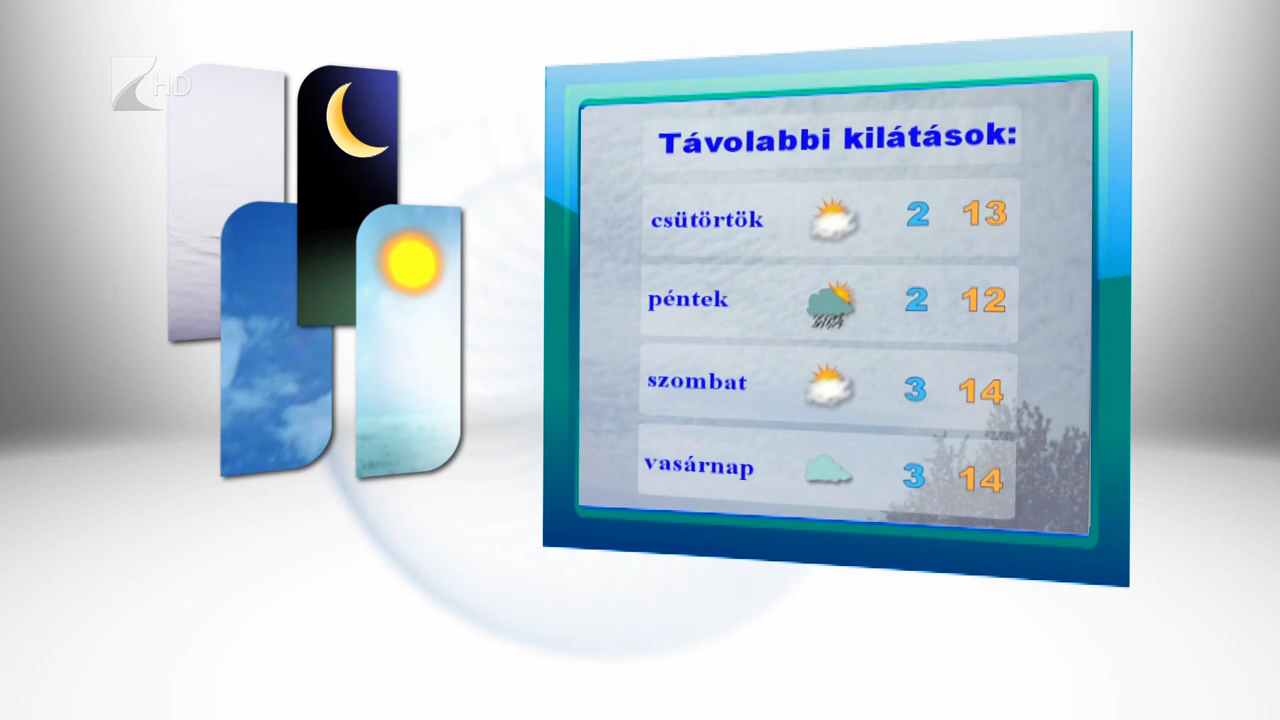 HD
Távolabbi kilátások:
csütörtök 2 13
péntek 2 12
szombat 3 14
vasárnap 3 14